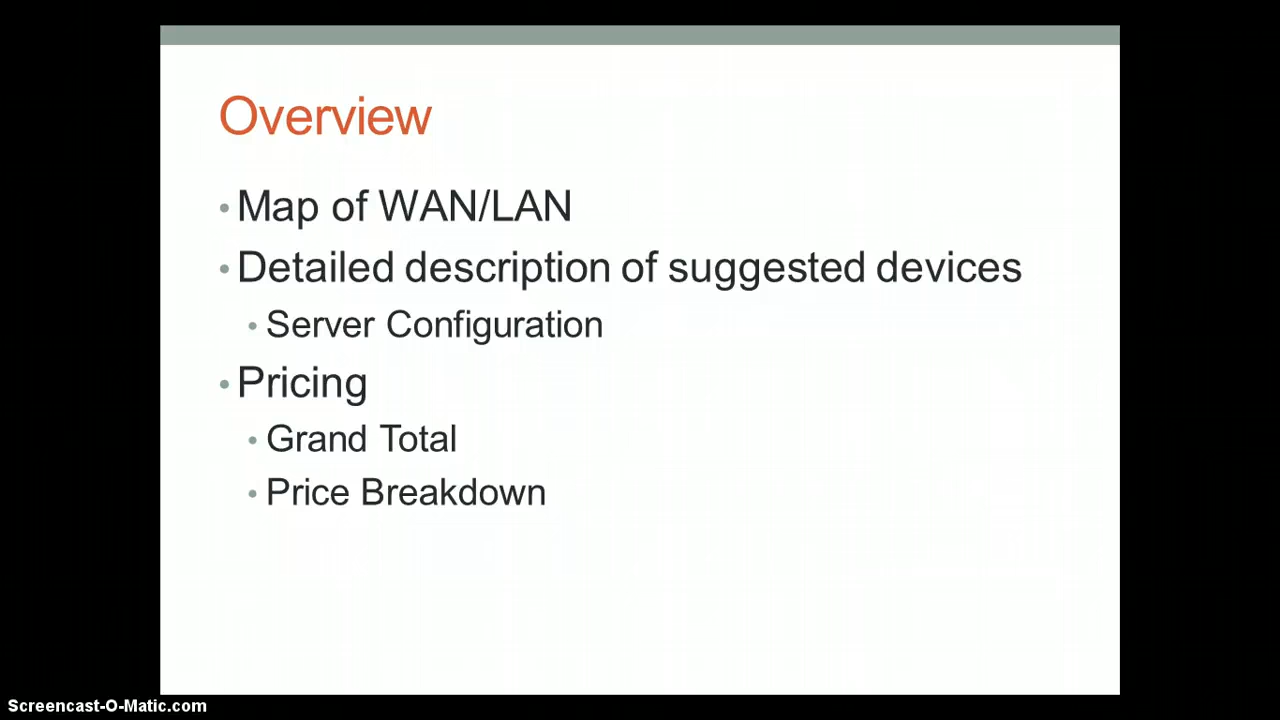 Overview
• Map of WAN/LAN
• Detailed description of suggested devices
• Server Configuration
• Pricing
• Grand Total
• Price Breakdown
Screencast-O-Matic.com